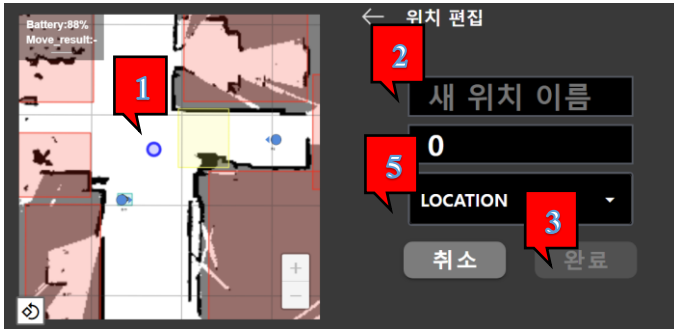 Battery:88%
Move_result:-
1
+
−
← 위치 편집
2
새 위치 이름
0
5
LOCATION
3
취소
완료